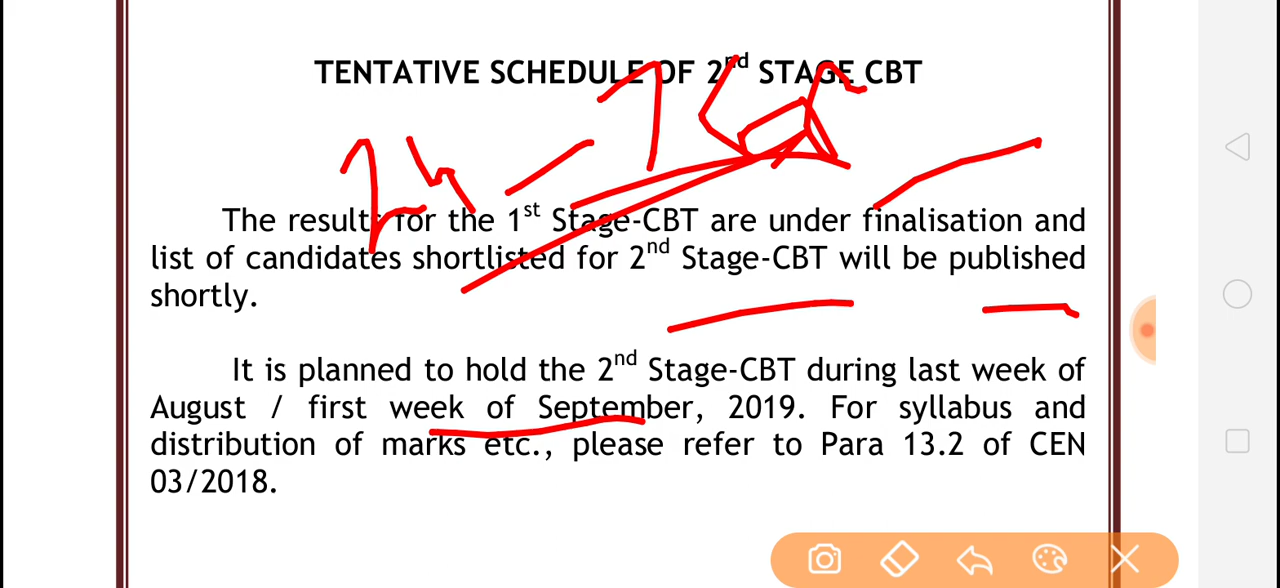 TENTATIVE SCHEDULE OF 2nd STAGE CBT
The results for the 1st Stage-CBT are under finalisation and
list of candidates shortlisted for 2nd Stage-CBT will be published
shortly.
It is planned to hold the 2nd Stage-CBT during last week of
August / first week of September, 2019. For syllabus and
distribution of marks etc., please refer to Para 13.2 of CEN
03/2018.